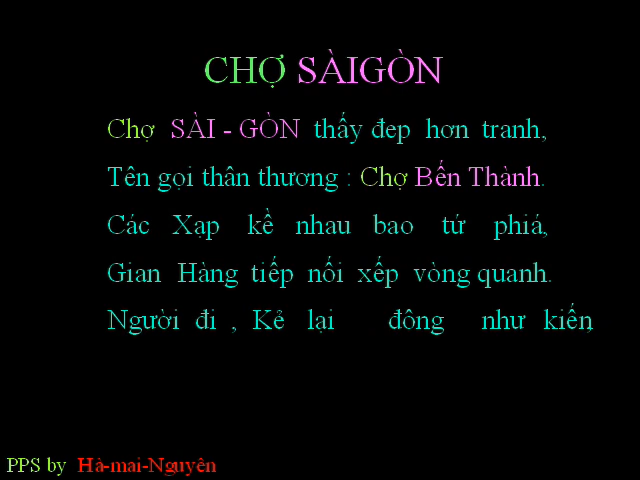 CHỢ SÀIGÒN
Chợ SÀI - GÒN thấy đep hơn tranh,
Tên gọi thân thương : Chợ Bến Thành.
Các Xạp kề nhau bao tứ phiá,
Gian Hàng tiếp nối xếp vòng quanh.
Người đi , Kẻ lại đông như kiến,
PPS by Hà-mai-Nguyên